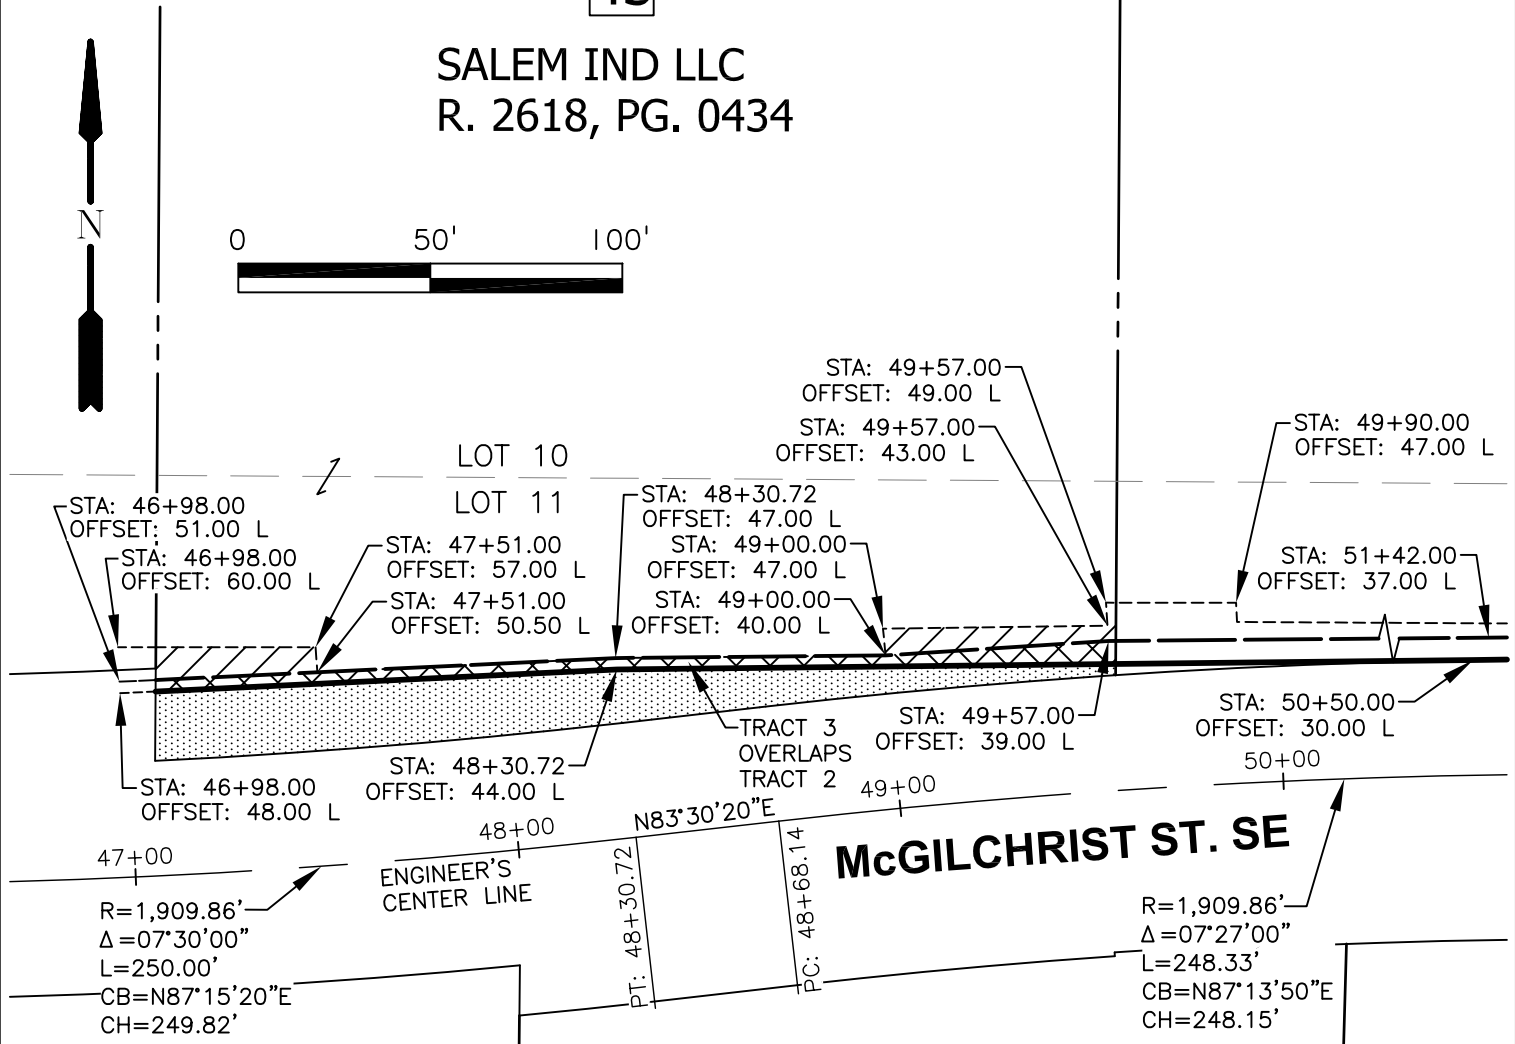 SALEM IND LLC
R. 2618, PG. 0434
N
0 50' 100'
STA: 49+57.00
OFFSET: 49.00 L
STA: 49+57.00
OFFSET: 43.00 L
STA: 49+90.00
OFFSET: 47.00 L
LOT 10
LOT 11
STA: 46+98.00
OFFSET: 51.00 L
STA: 46+98.00
OFFSET: 60.00 L
STA: 47+51.00
OFFSET: 57.00 L
STA: 47+51.00
OFFSET: 50.50 L
STA: 48+30.72
OFFSET: 47.00 L
STA: 49+00.00
OFFSET: 47.00 L
STA: 49+00.00
OFFSET: 40.00 L
STA: 51+42.00
OFFSET: 37.00 L
STA: 46+98.00
OFFSET: 48.00 L
STA: 48+30.72
OFFSET: 44.00 L
TRACT 3
OVERLAPS
TRACT 2
STA: 49+57.00
OFFSET: 39.00 L
STA: 50+50.00
OFFSET: 30.00 L
47+00
48+00
N83°30'20"E
49+00
50+00
ENGINEER'S
CENTER LINE
PT: 48+30.72
PC: 48+68.14
McGILCHRIST ST. SE
R=1,909.86'
Δ=07°30'00"
L=250.00'
CB=N87°15'20"E
CH=249.82'
R=1,909.86'
Δ=07°27'00"
L=248.33'
CB=N87°13'50"E
CH=248.15'